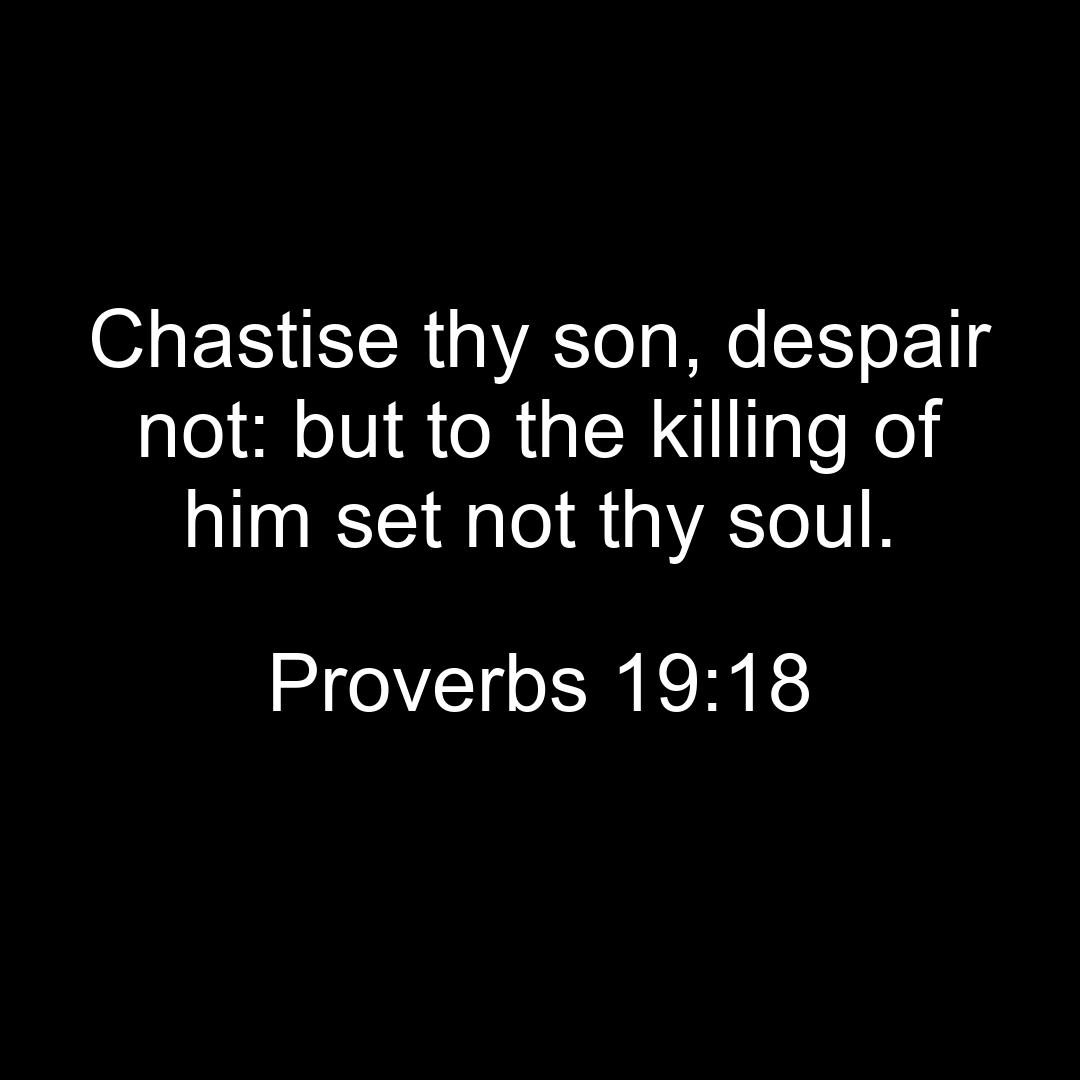 Chastise thy son, despair
not: but to the killing of
him set not thy soul.
Proverbs 19:18